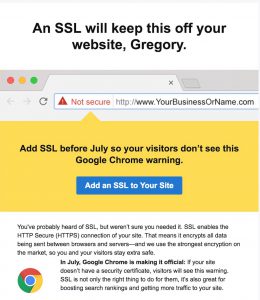 An SSL will keep this off your
website, Gregory.
Not secure | http://www.YourBusinessOrName.com
Add SSL before July so your visitors don't see this
Google Chrome warning.
Add an SSL to Your Site
You've probably heard of SSL, but weren't sure you needed it. SSL enables the
HTTP Secure (HTTPS) connection of your site. That means it encrypts all data
being sent between browsers and servers—and we use the strongest encryption on
the market, so you and your visitors stay extra safe.
In July, Google Chrome is making it official: If your site
doesn't have a security certificate, visitors will see this warning.
SSL is not only the right thing to do for them, it's also great for
boosting search rankings and getting more traffic to your site.